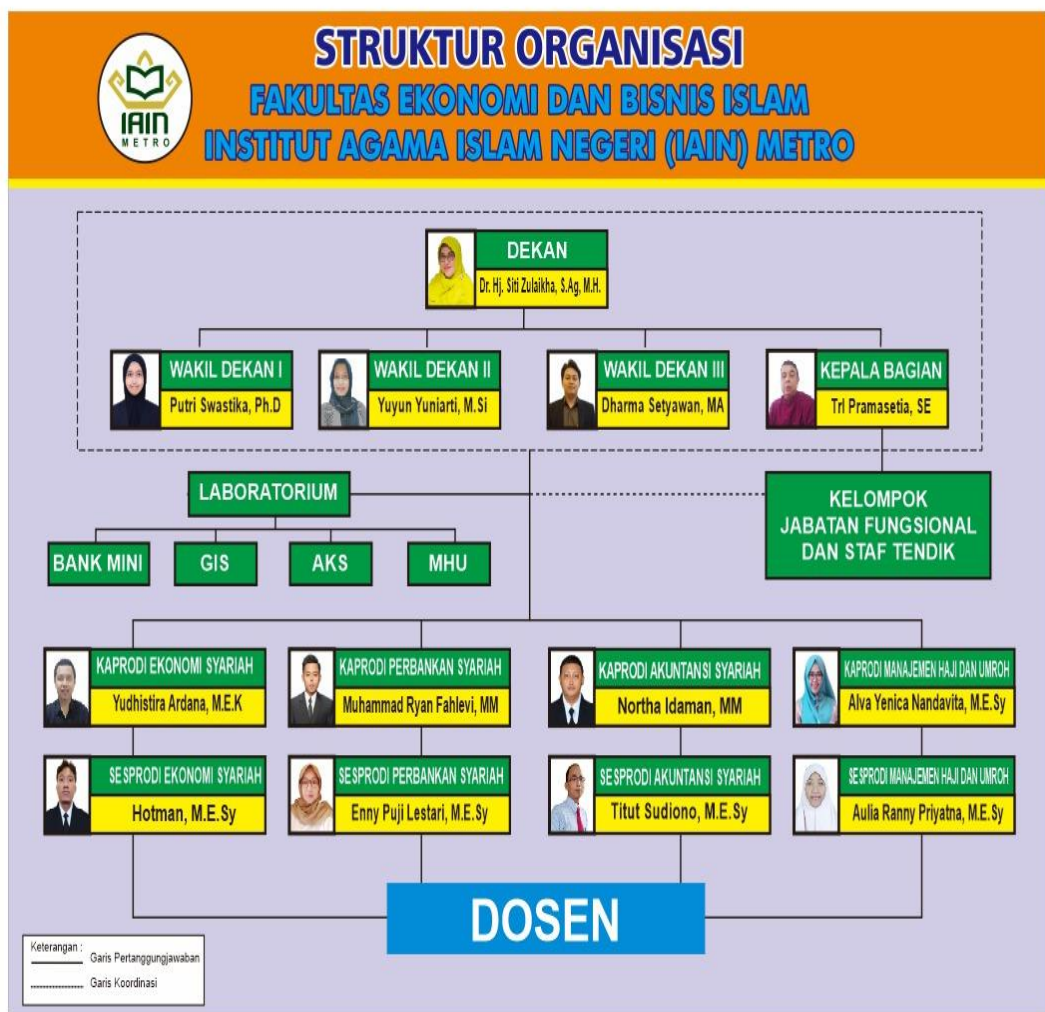 STRUKTUR ORGANISASI
FAKULTAS EKONOMI DAN BISNIS ISLAM
INSTITUT AGAMA ISLAM NEGERI (IAIN) METRO
IAIN
METRO
DEKAN
Dr. Hj. Siti Zulaikha, S.Ag, M.H.
WAKIL DEKAN I
Putri Swastika, Ph.D
WAKIL DEKAN II
Yuyun Yuniarti, M.Si
WAKIL DEKAN III
Dharma Setyawan, MA
KEPALA BAGIAN
TrI Pramasetia, SE
LABORATORIUM
BANK MINI
GIS
AKS
MHU
KELOMPOK
JABATAN FUNGSIONAL
DAN STAF TENDIK
KAPRODI EKONOMI SYARIAH
Yudhistira Ardana, M.E.K
KAPRODI PERBANKAN SYARIAH
Muhammad Ryan Fahlevi, MM
KAPRODI AKUNTANSI SYARIAH
Northa Idaman, MM
KAPRODI MANAJEMEN HAJI DAN UMROH
Alva Yenica Nandavita, M.E.Sy
SESPRODI EKONOMI SYARIAH
Hotman, M.E.Sy
SESPRODI PERBANKAN SYARIAH
Enny Puji Lestari, M.E.Sy
SESPRODI AKUNTANSI SYARIAH
Titut Sudiono, M.E.Sy
SESPRODI MANAJEMEN HAJI DAN UMROH
Aulia Ranny Priyatna, M.E.Sy
DOSEN
Keterangan :
Garis Pertanggungjawaban
Garis Koordinasi